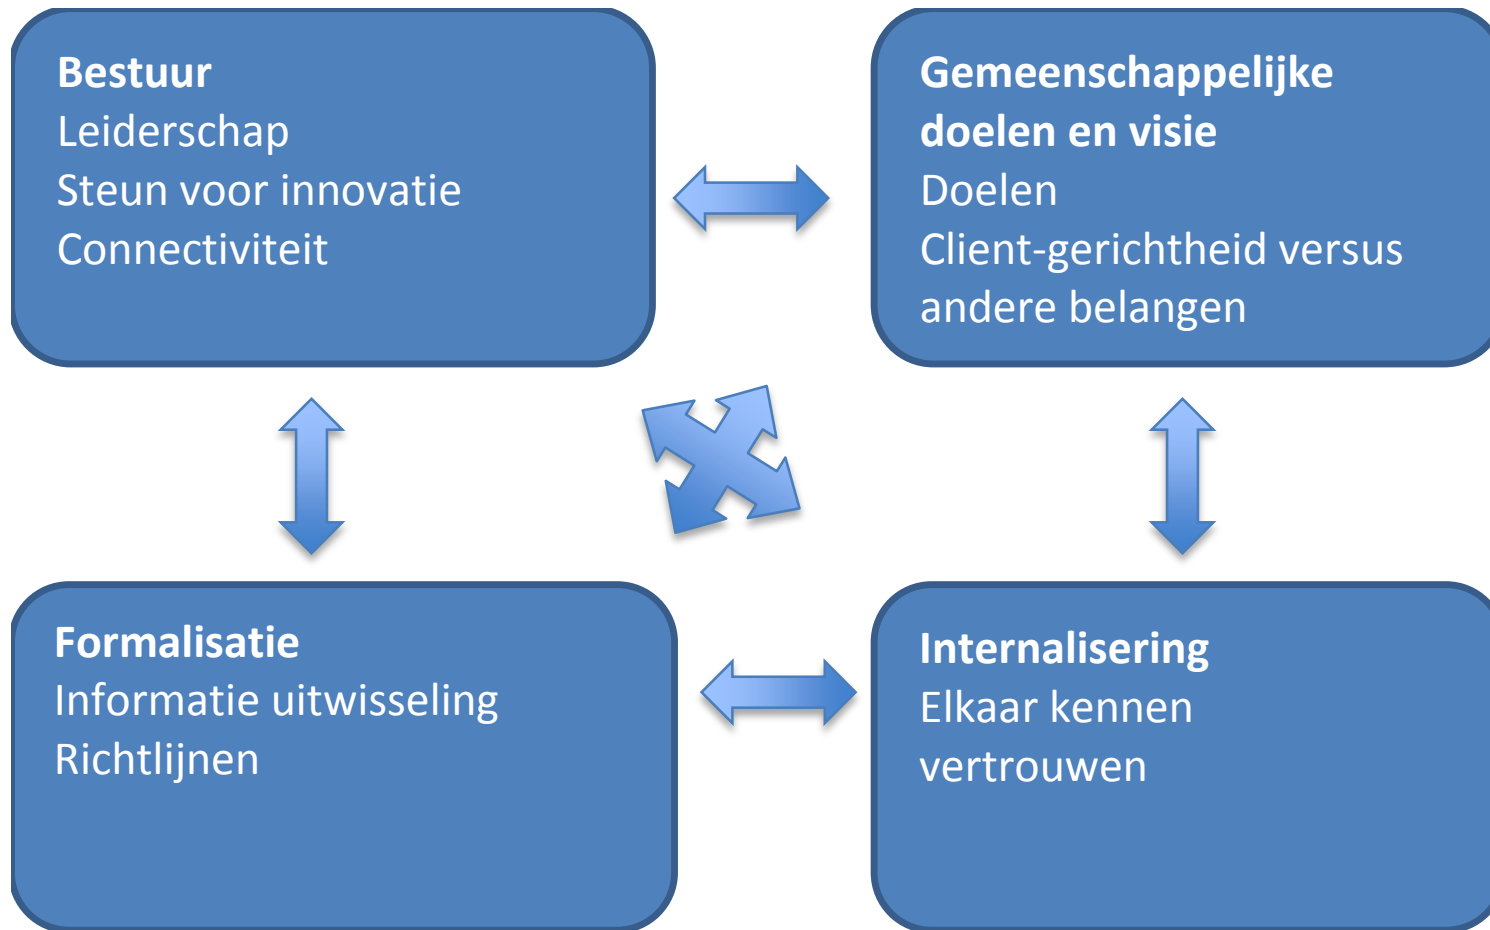 Bestuur
Leiderschap
Steun voor innovatie
Connectiviteit
Gemeenschappelijke
doelen en visie
Doelen
Client-gerichtheid versus
andere belangen
Formalisatie
Informatie uitwisseling
Richtlijnen
Internalisering
Elkaar kennen
vertrouwen